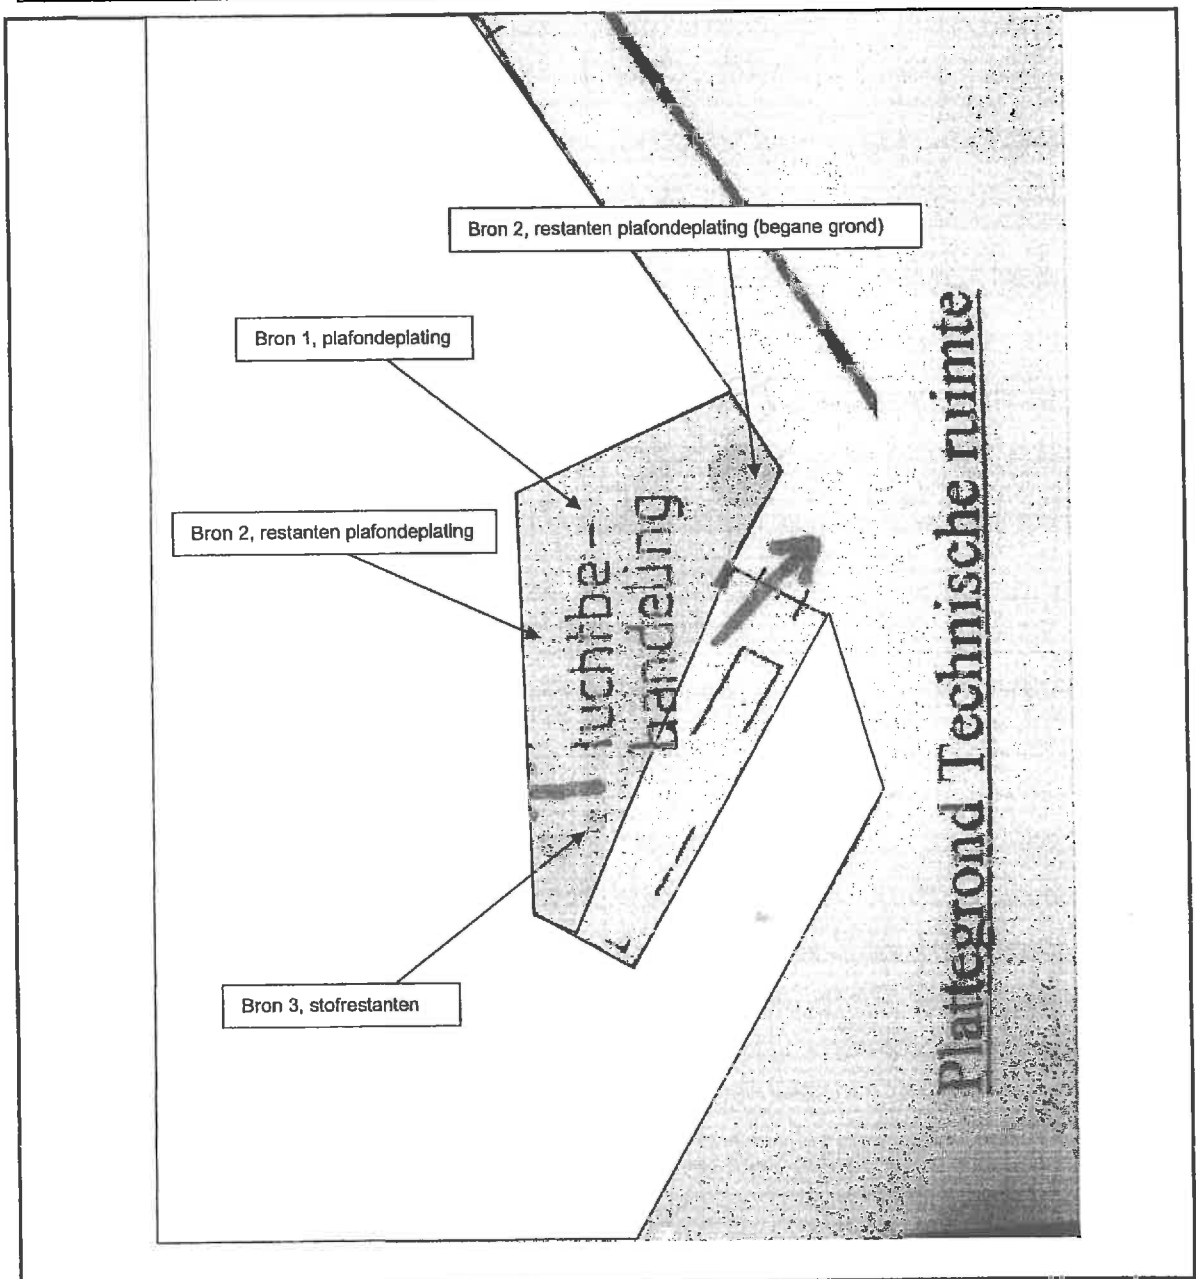 Bron 2, restanten plafondeplating (begane grond)
Bron 1, plafondeplating
Bron 2, restanten plafondeplating
luchtbe-
handeling
Bron 3, stofrestanten
Plattegrond Technische ruimte